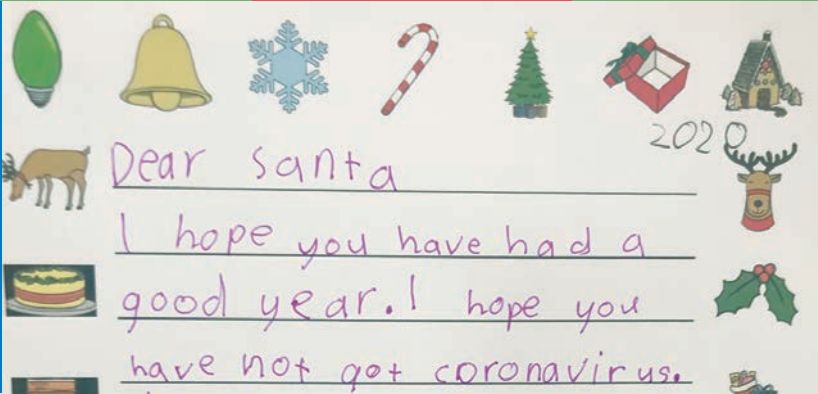 2020
Dear Santa
I hope you have had a
good year. I hope you
have not got coronavirus.